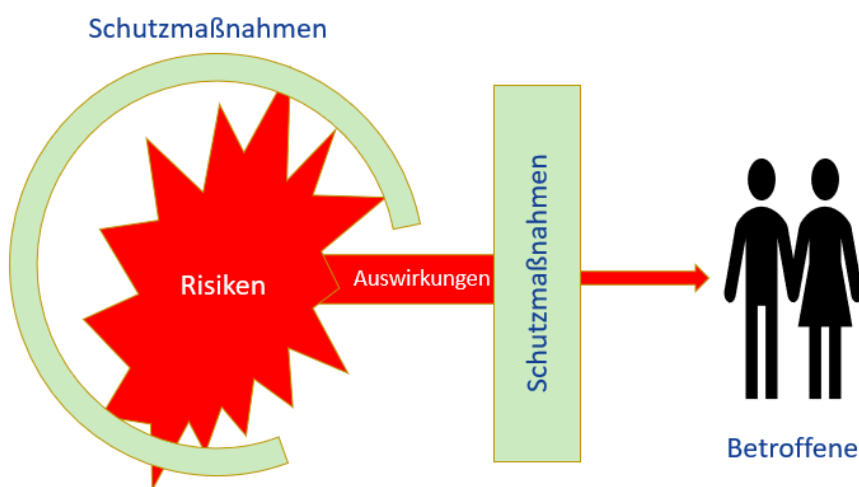 Schutzmaßnahmen
Risiken
Auswirkungen
Schutzmaßnahmen
Betroffene